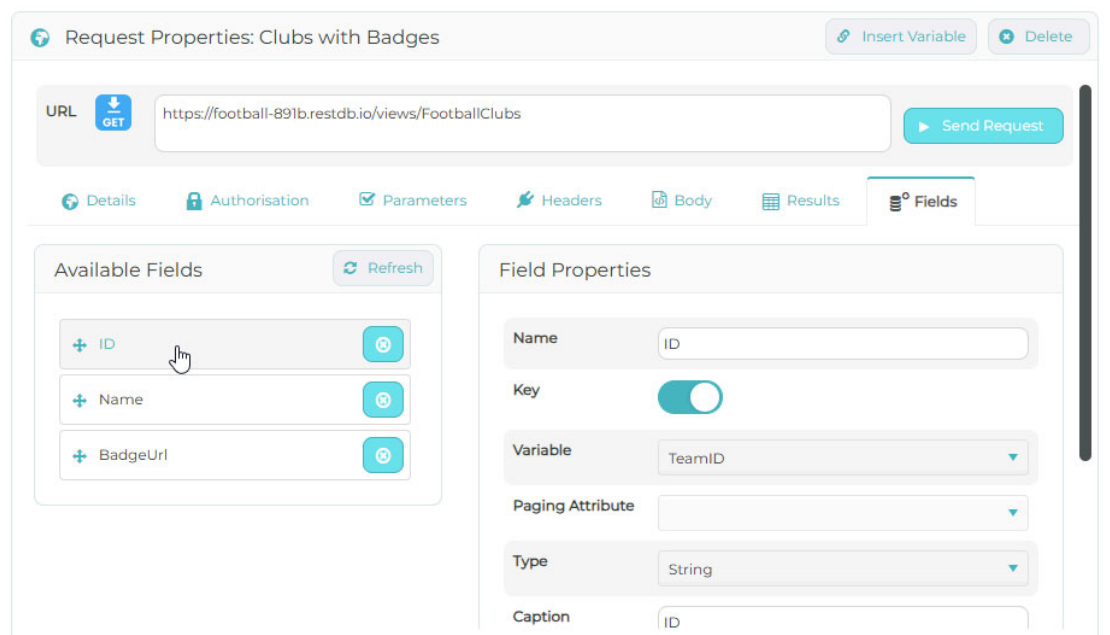 Request Properties: Clubs with Badges
Insert Variable
Delete
URL
GET
https://football-891b.restdb.io/views/FootballClubs
Send Request
Details
Authorisation
Parameters
Headers
Body
Results
Fields
Available Fields
Refresh
ID
Name
BadgeUrl
Field Properties
Name
ID
Key
Variable
TeamID
Paging Attribute
Type
String
Caption
ID